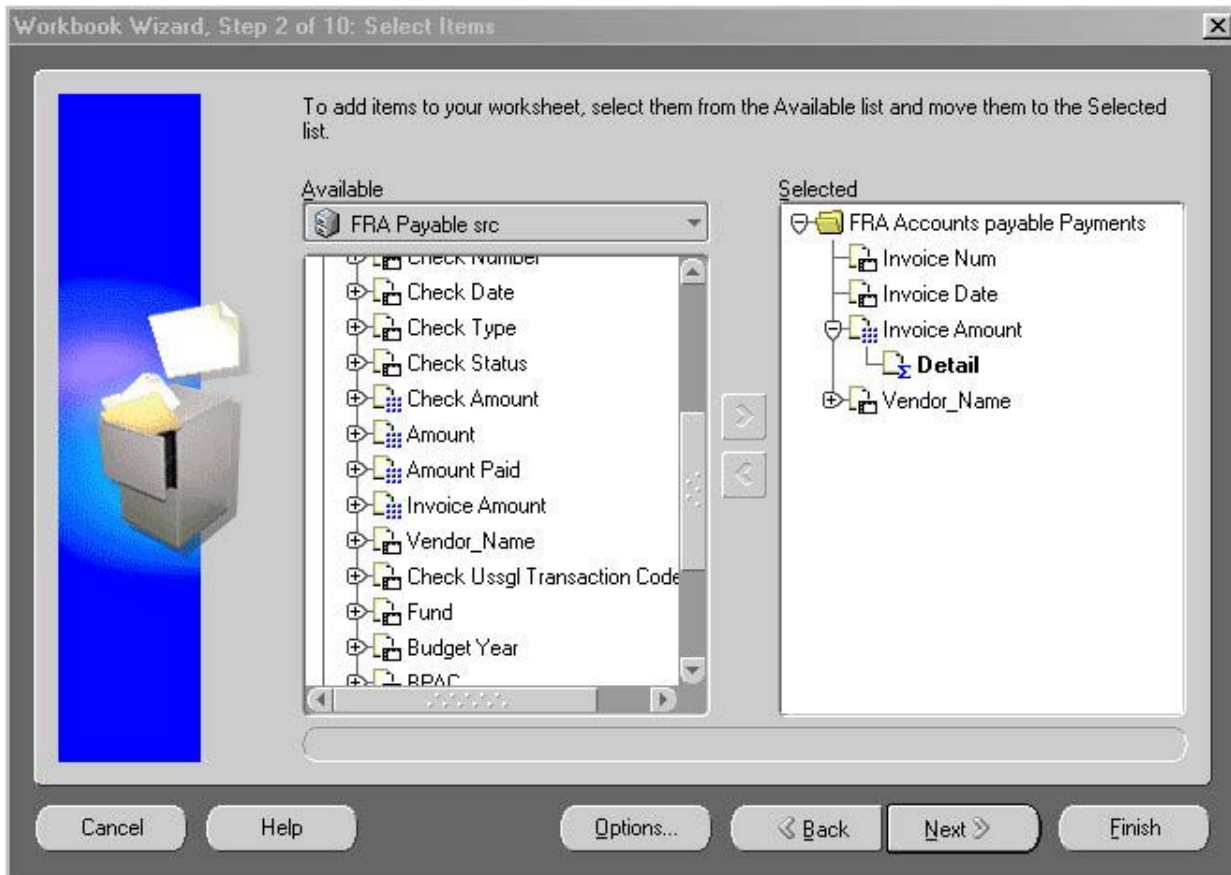 Workbook Wizard, Step 2 of 10: Select Items
To add items to your worksheet, select them from the Available list and move them to the Selected
list.
Available
FRA Payable src
Check Number
Check Date
Check Type
Check Status
Check Amount
Amount
Amount Paid
Invoice Amount
Vendor_Name
Check Ussgl Transaction Code
Fund
Budget Year
BPAC
Selected
FRA Accounts payable Payments
Invoice Num
Invoice Date
Invoice Amount
Detail
Vendor_Name
Cancel
Help
Options...
Back
Next
Finish